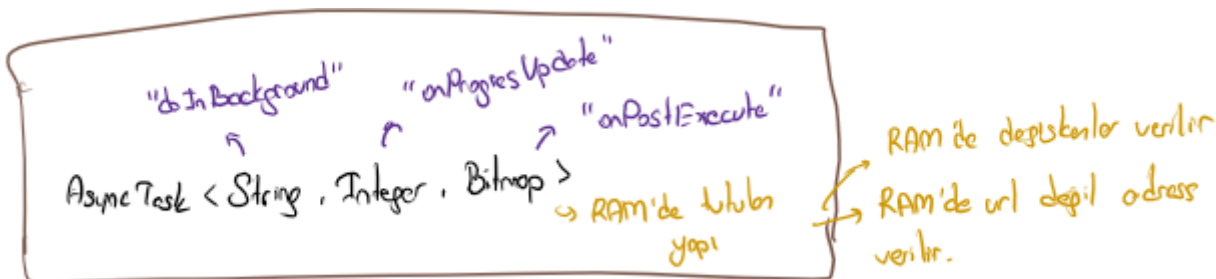 "doInBackground" "onProgresUpdate"
"onPostExecute"
AsyncTask < String , Integer , Bitmap >
RAM'de tutulan
yapı
RAM'de değişkenler verilir
RAM'de url değil adress
verilir.